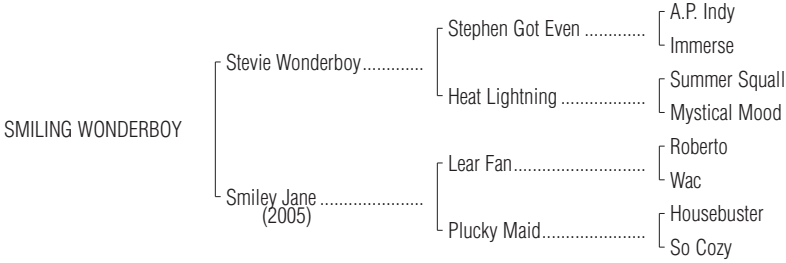 A.P. Indy
Stephen Got Even .............
Immerse
Stevie Wonderboy.............
Summer Squall
Heat Lightning ..................
Mystical Mood
SMILING WONDERBOY
Roberto
Lear Fan............................
Wac
Smiley Jane ......................
(2005)
Housebuster
Plucky Maid......................
So Cozy